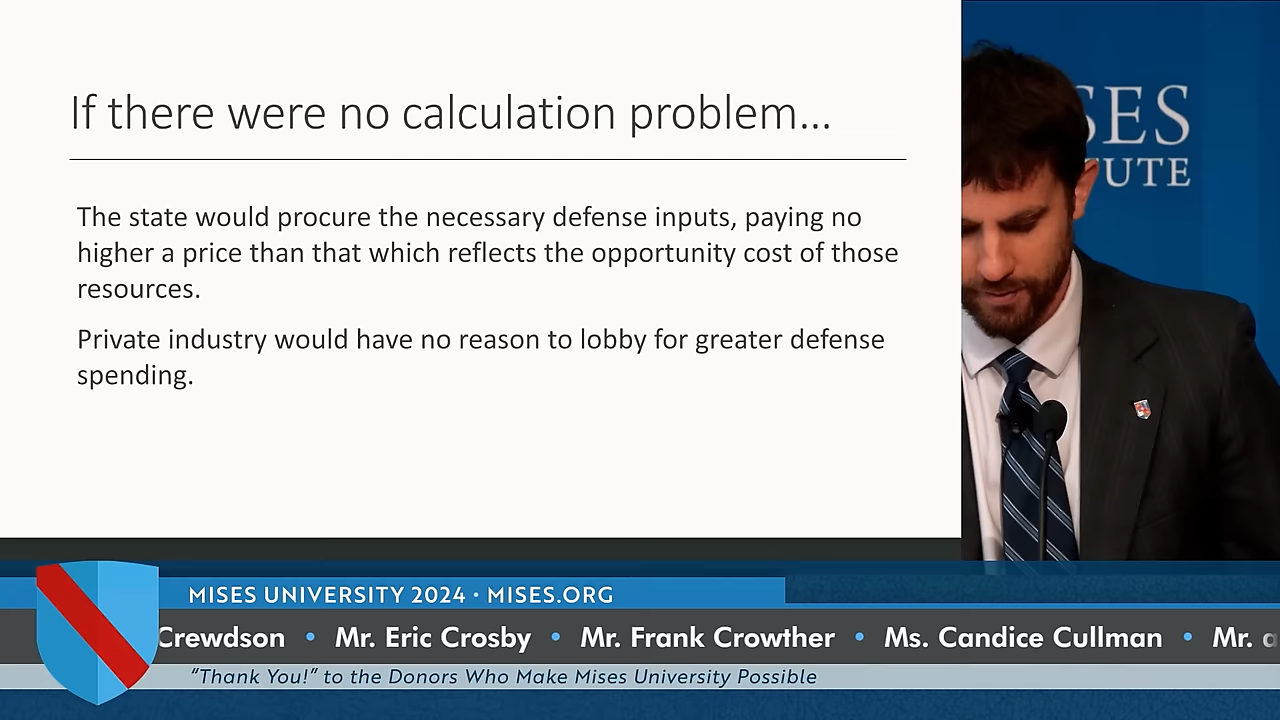 If there were no calculation problem...
The state would procure the necessary defense inputs, paying no
higher a price than that which reflects the opportunity cost of those
resources.
Private industry would have no reason to lobby for greater defense
spending.
SES
TUTE
MISES UNIVERSITY 2024 • MISES.ORG
Crewdson • Mr. Eric Crosby • Mr. Frank Crowther • Ms. Candice Cullman • Mr.
“Thank You!” to the Donors Who Make Mises University Possible